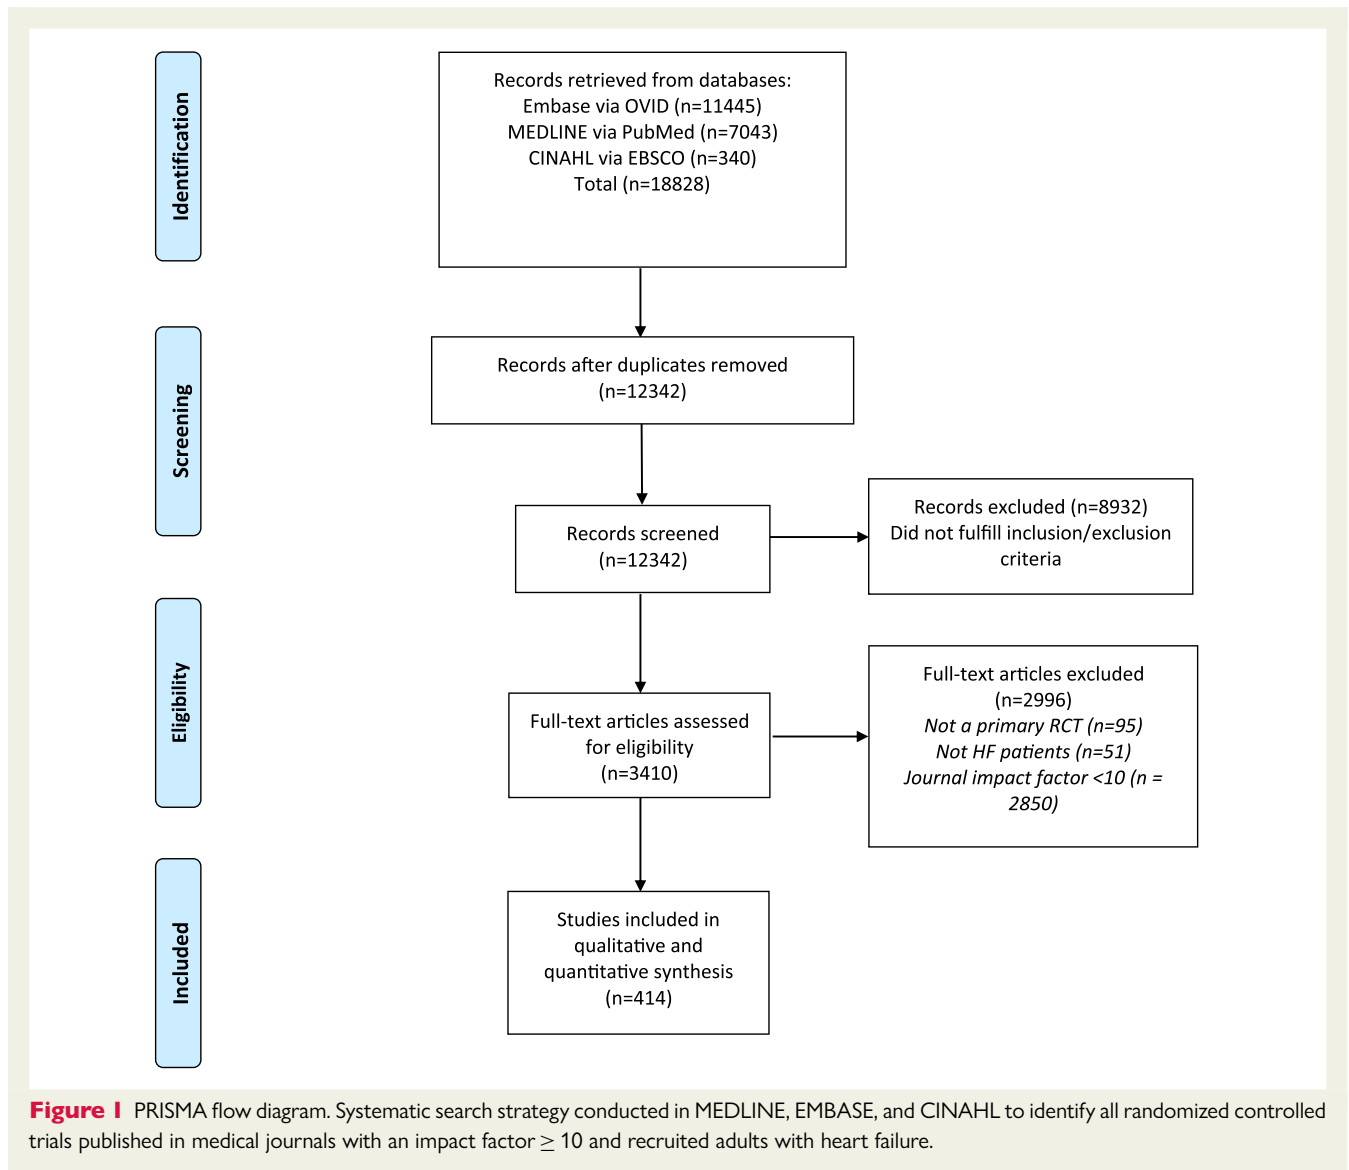 Identification
Records retrieved from databases:
Embase via OVID (n=11445)
MEDLINE via PubMed (n=7043)
CINAHL via EBSCO (n=340)
Total (n=18828)
Screening
Records after duplicates removed
(n=12342)
Records screened
(n=12342)
Records excluded (n=8932)
Did not fulfill inclusion/exclusion
criteria
Eligibility
Full-text articles assessed
for eligibility
(n=3410)
Full-text articles excluded
(n=2996)
Not a primary RCT (n=95)
Not HF patients (n=51)
Journal impact factor <10 (n =
2850)
Included
Studies included in
qualitative and
quantitative synthesis
(n=414)
Figure 1 PRISMA flow diagram. Systematic search strategy conducted in MEDLINE, EMBASE, and CINAHL to identify all randomized controlled
trials published in medical journals with an impact factor ≥ 10 and recruited adults with heart failure.